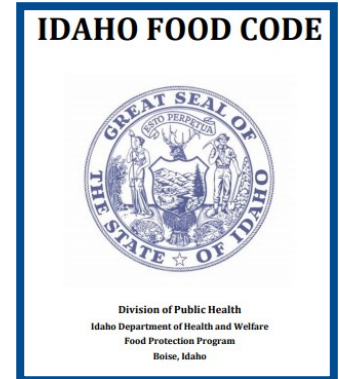 IDAHO FOOD CODE
GREAT SEAL OF
ESTO PERPETUA
THE STATE ☆ OF IDAHO
Division of Public Health
Idaho Department of Health and Welfare
Food Protection Program
Boise, Idaho